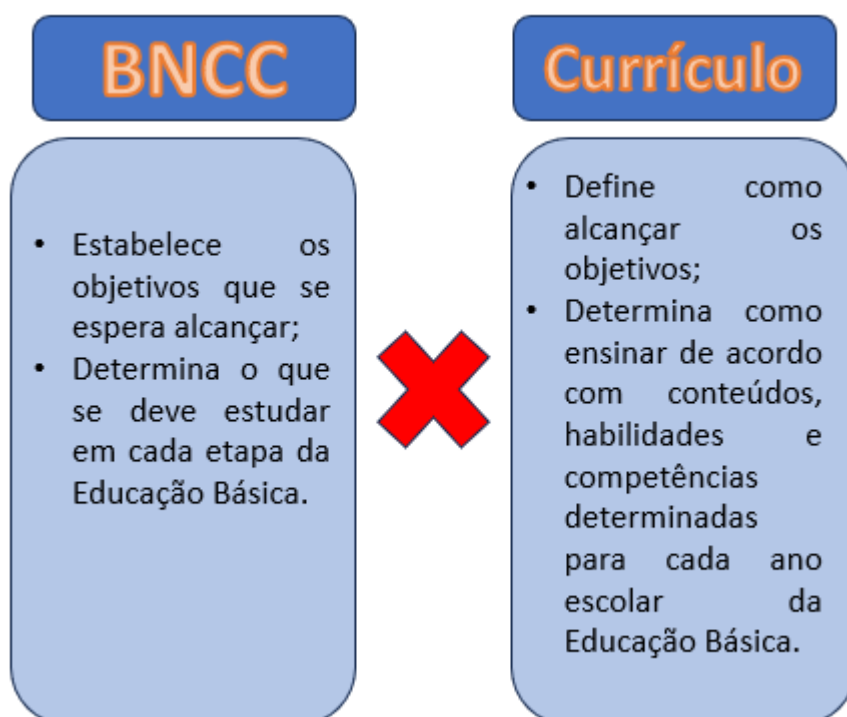 BNCC
• Estabelece os
objetivos que se
espera alcançar;
• Determina o que
se deve estudar
em cada etapa da
Educação Básica.
Currículo
• Define como
alcançar os
objetivos;
• Determina como
ensinar de acordo
com conteúdos,
habilidades e
competências
determinadas
para cada ano
escolar da
Educação Básica.